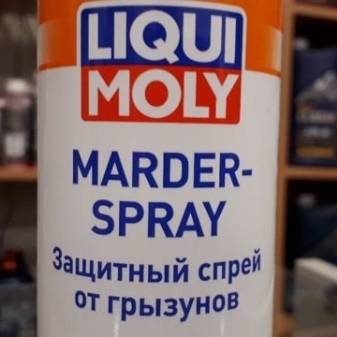 LIQUI
MOLY
MARDER-
SPRAY
Защитный спрей
от грызунов